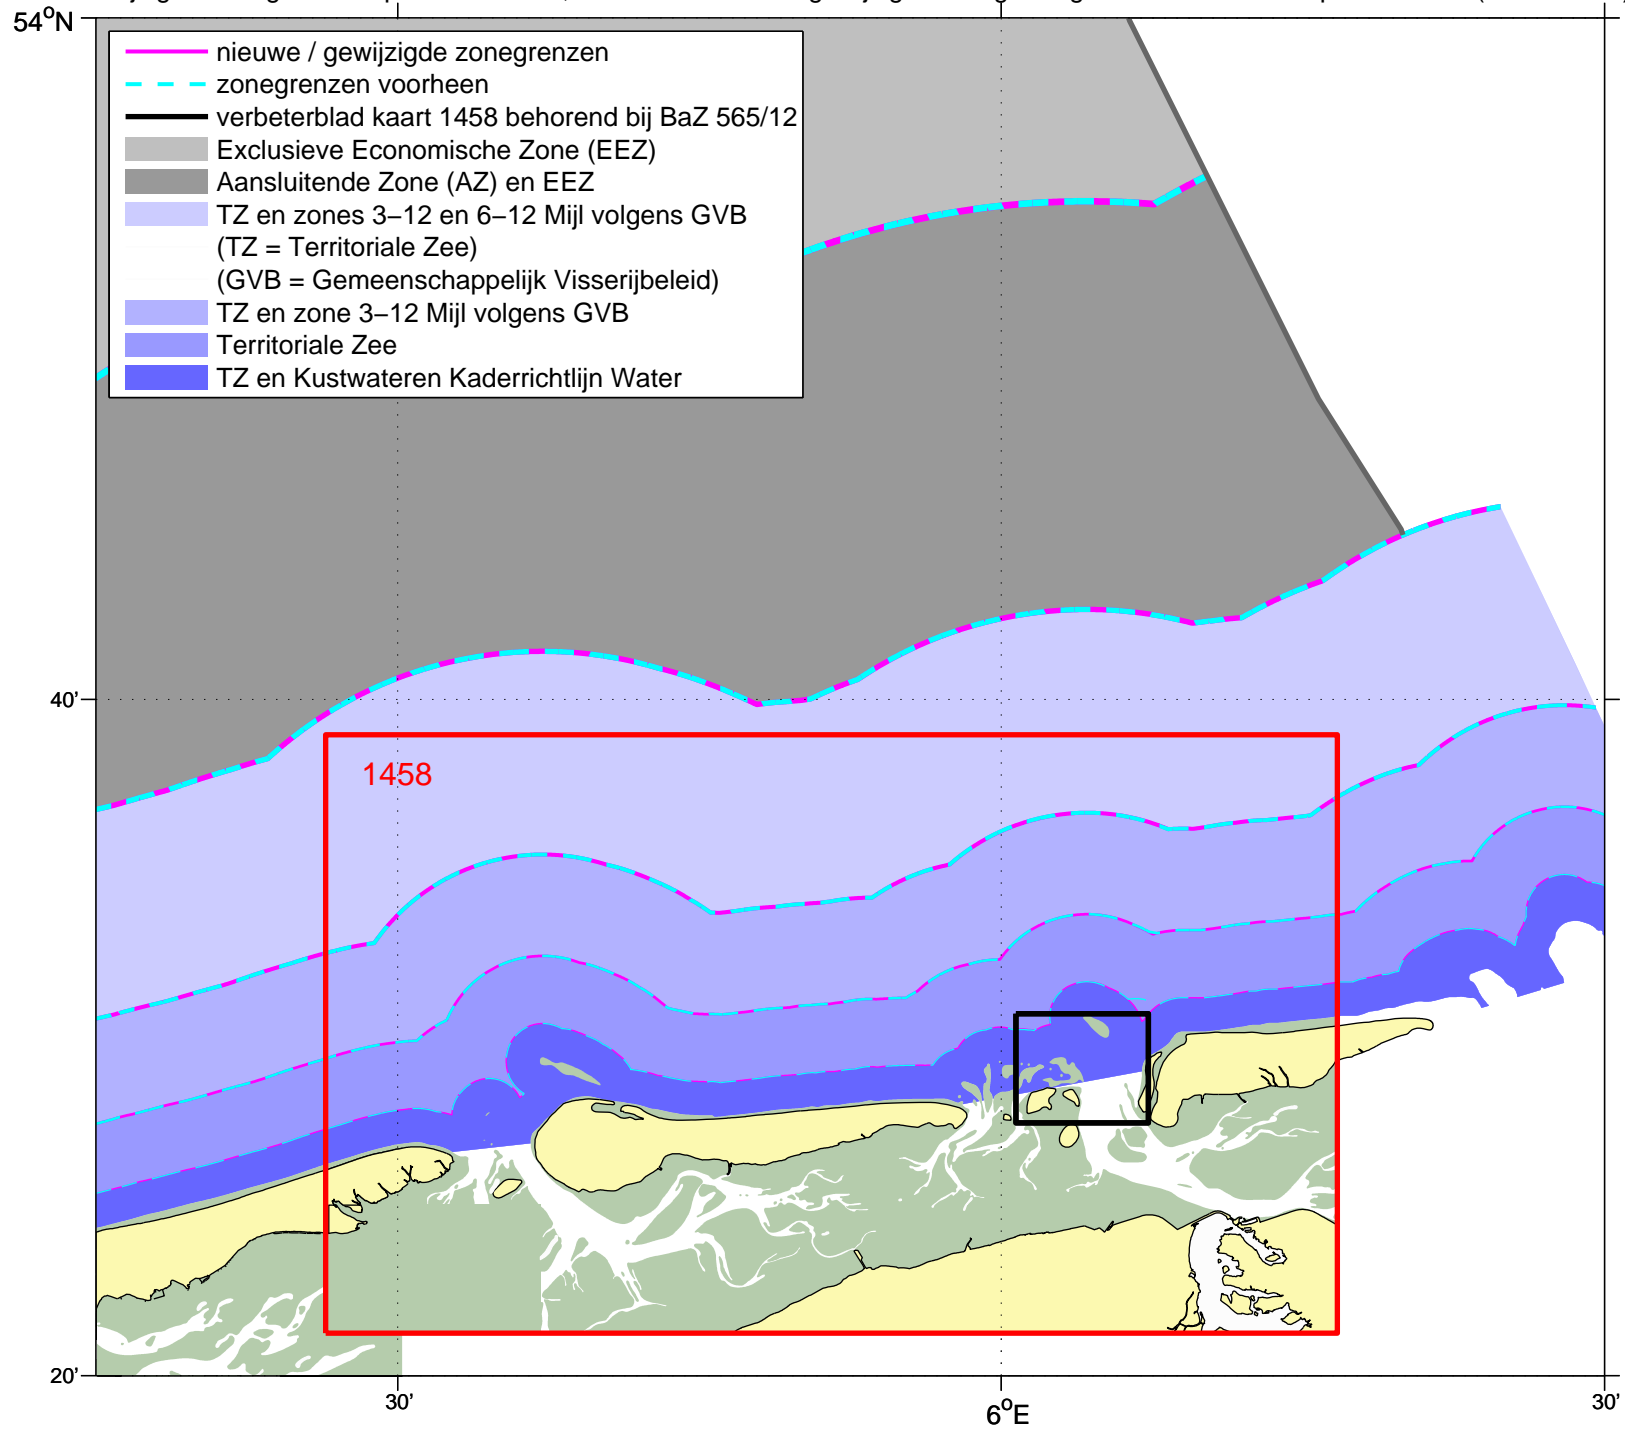 54°N
nieuwe / gewijzigde zonegrenzen
zonegrenzen voorheen
verbeterblad kaart 1458 behorend bij BaZ 565/12
Exclusieve Economische Zone (EEZ)
Aansluitende Zone (AZ) en EEZ
TZ en zones 3–12 en 6–12 Mijl volgens GVB
(TZ = Territoriale Zee)
(GVB = Gemeenschappelijk Visserijbeleid)
TZ en zone 3–12 Mijl volgens GVB
Territoriale Zee
TZ en Kustwateren Kaderrichtlijn Water
40'
1458
20'
30'
6°E
30'